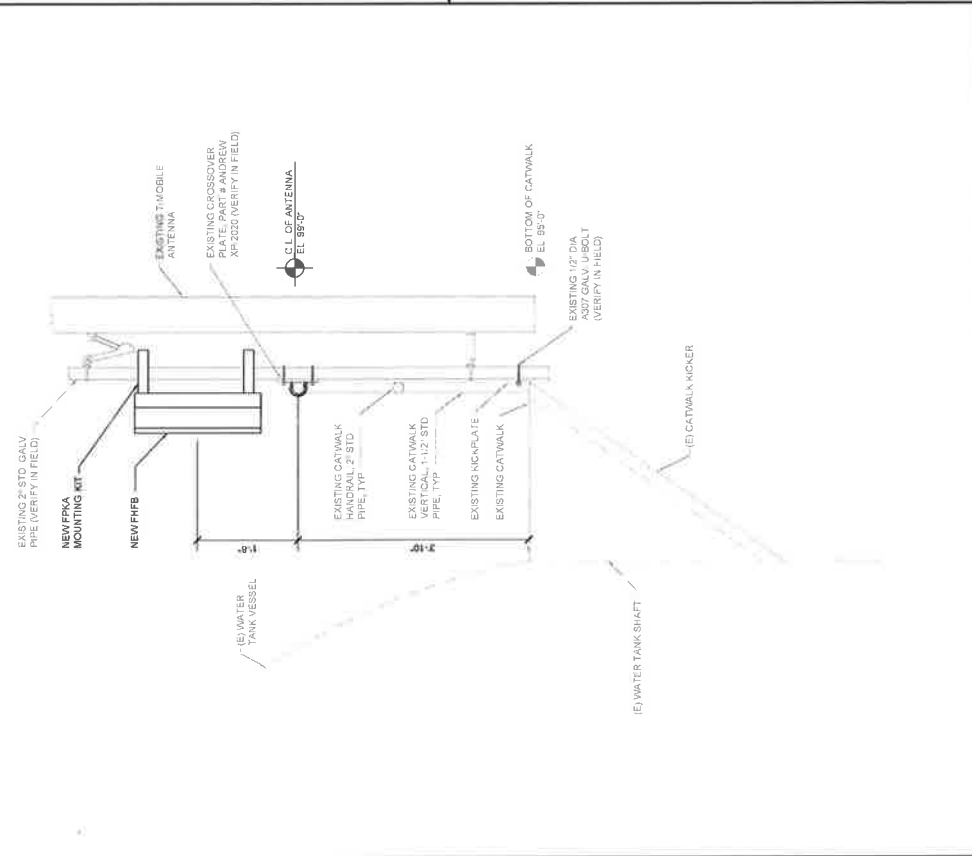 EXISTING 2" STD GALV
PIPE (VERIFY IN FIELD)
NEW FPKA
MOUNTING KIT
NEW FHFB
EXISTING T-MOBILE
ANTENNA
EXISTING CROSSOVER
PLATE, PART # ANDREW
XP-2020 (VERIFY IN FIELD)
C.L. OF ANTENNA
EL 99'-0"
BOTTOM OF CATWALK
EL 95'-0"
EXISTING 1/2" DIA
A307 GALV. U-BOLT
(VERIFY IN FIELD)
(E) CATWALK KICKER
EXISTING CATWALK
HANDRAIL, 2" STD
PIPE, TYP
EXISTING CATWALK
VERTICAL, 1-1/2" STD
PIPE, TYP
EXISTING KICKPLATE
EXISTING CATWALK
1'-8"
3'-10"
(E) WATER
TANK VESSEL
(E) WATER TANK SHAFT